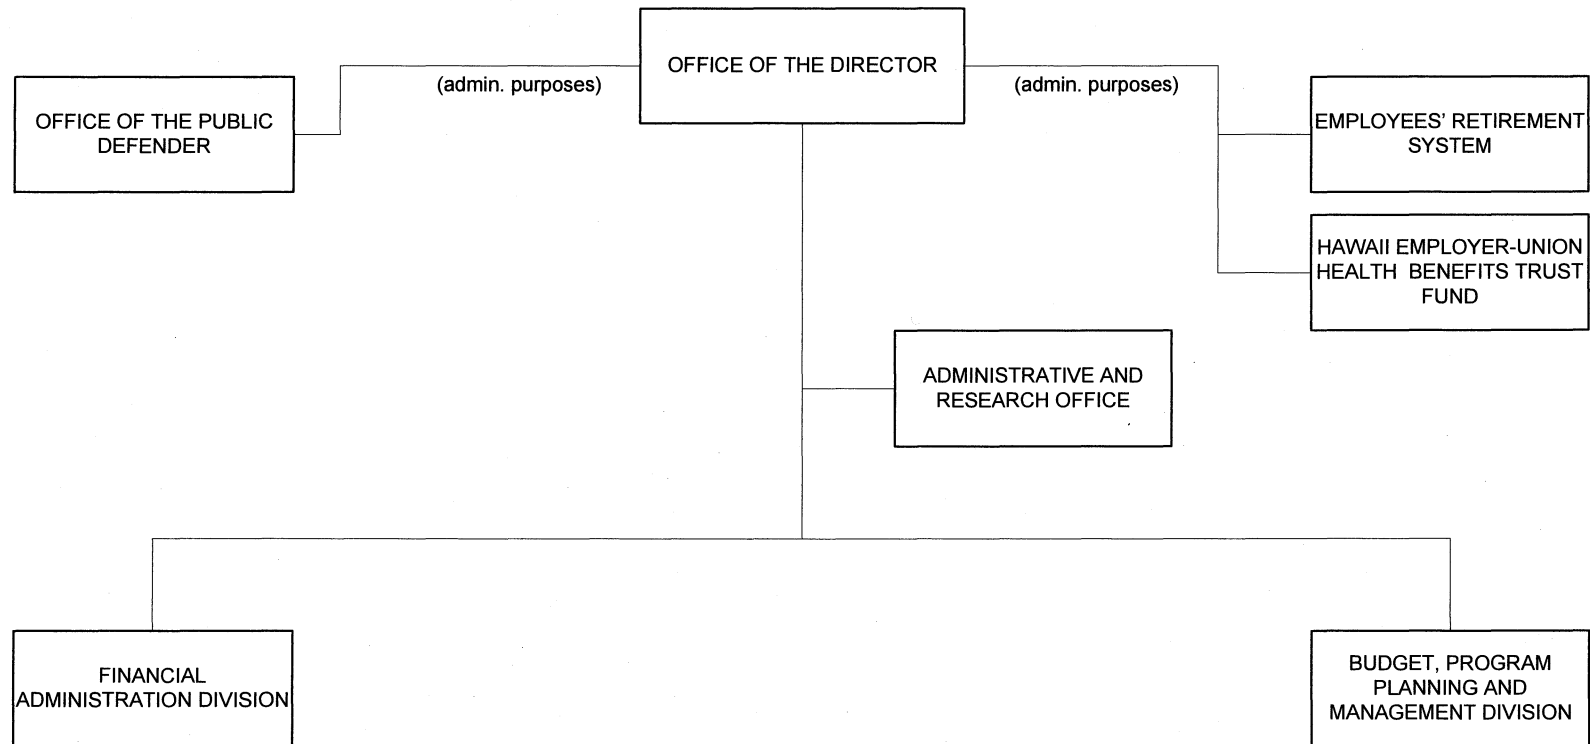 OFFICE OF THE DIRECTOR
(admin. purposes)
(admin. purposes)
OFFICE OF THE PUBLIC
DEFENDER
EMPLOYEES' RETIREMENT
SYSTEM
HAWAII EMPLOYER-UNION
HEALTH BENEFITS TRUST
FUND
ADMINISTRATIVE AND
RESEARCH OFFICE
FINANCIAL
ADMINISTRATION DIVISION
BUDGET, PROGRAM
PLANNING AND
MANAGEMENT DIVISION